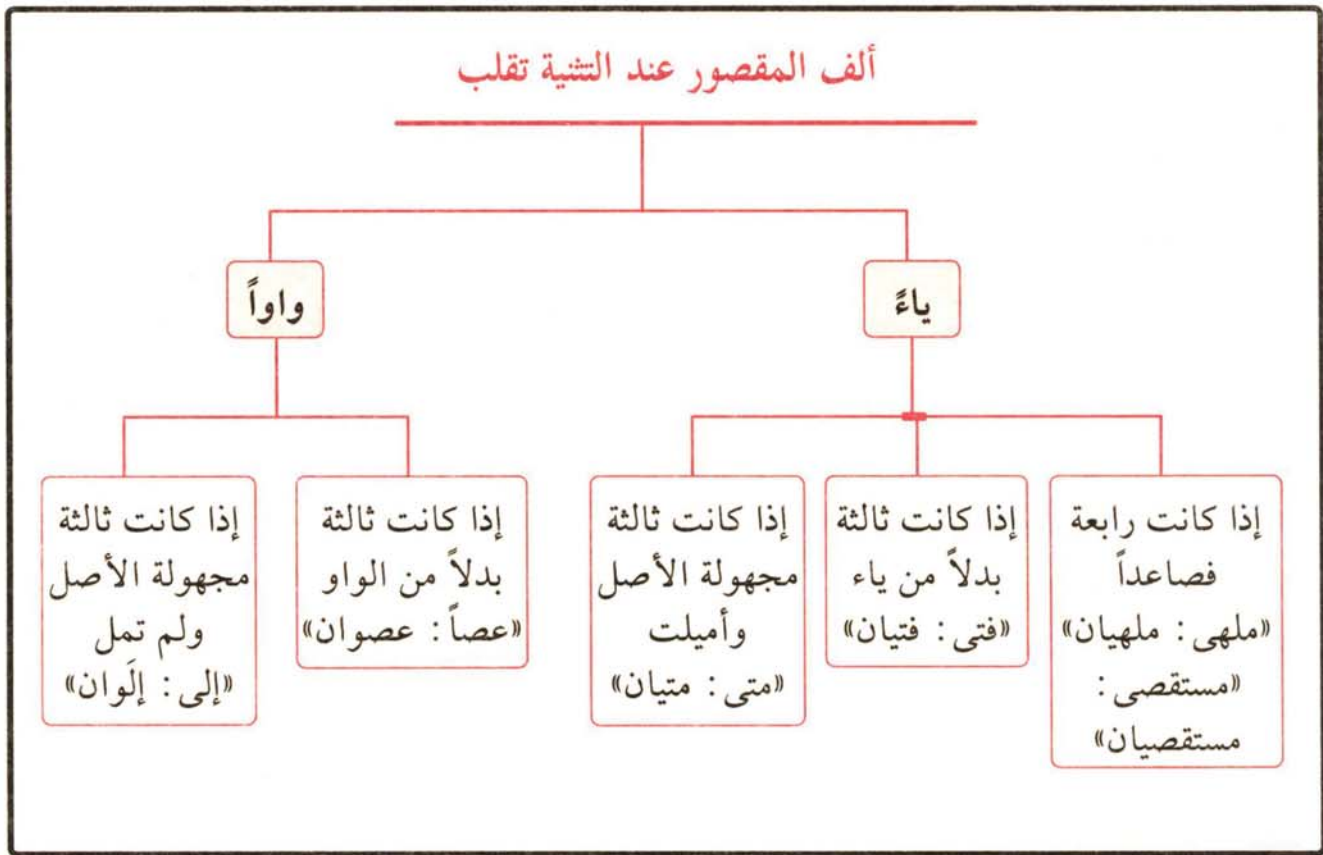 ألف المقصور عند التثنية تقلب
ياءً
واواً
إذا كانت رابعة
فصاعداً
«ملهى: ملهيان»
«مستقصى:
مستقصيان»
إذا كانت ثالثة
بدلاً من ياء
«فتى: فتيان»
إذا كانت ثالثة
مجهولة الأصل
وأميلت
«متى: متيان»
إذا كانت ثالثة
بدلاً من الواو
«عصاً: عصوان»
إذا كانت ثالثة
مجهولة الأصل
ولم تمل
«إلى: إلَوان»